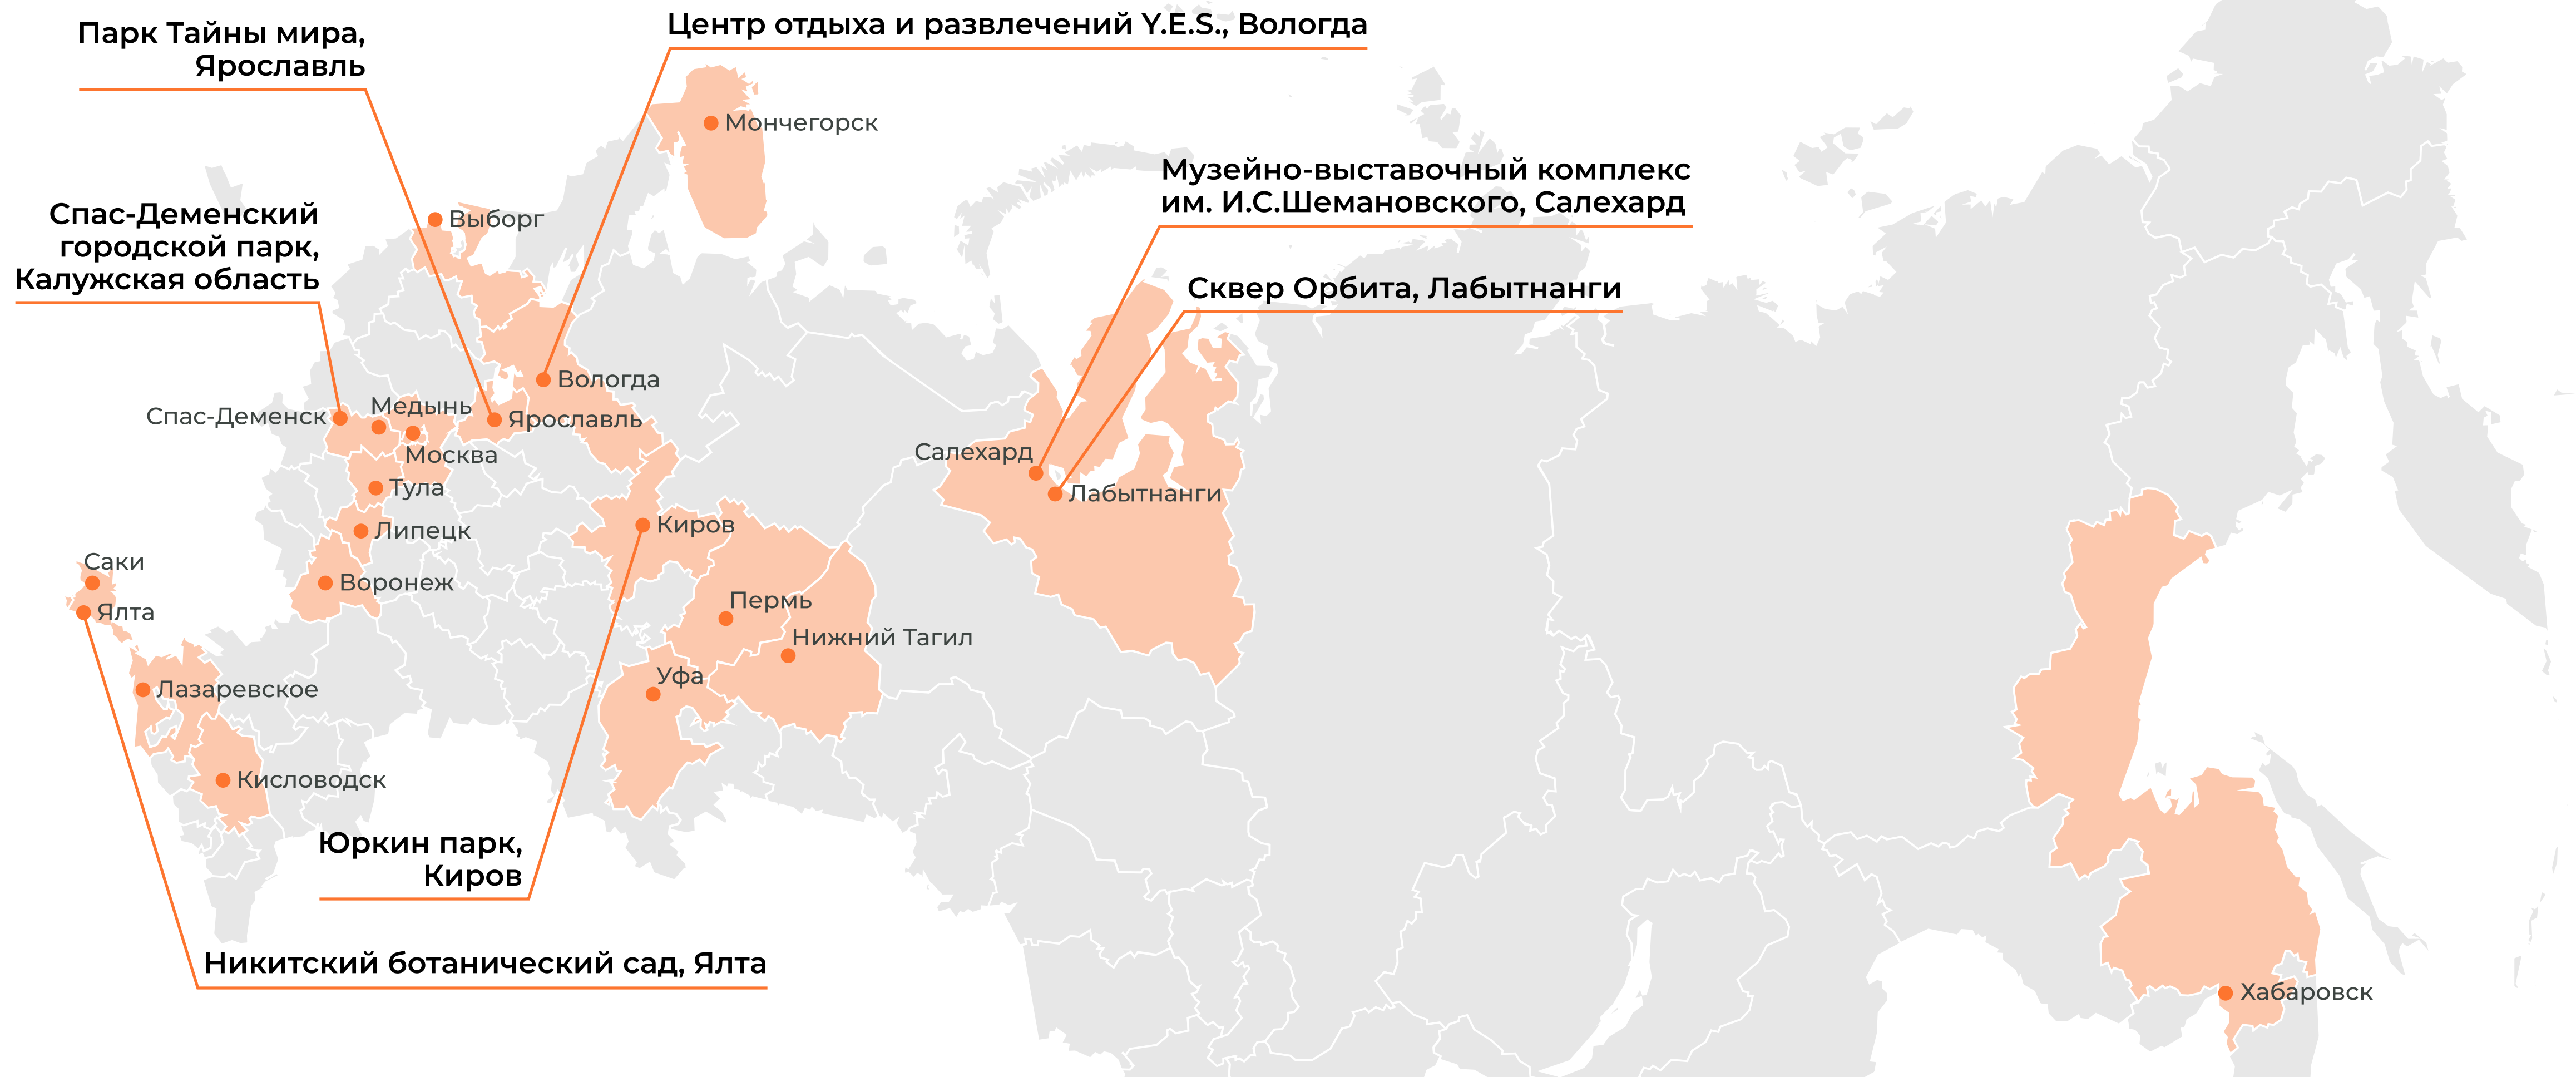 Центр отдыха и развлечений Y.E.S., Вологда
Парк Тайны мира,
Ярославль
Мончегорск
Музейно-выставочный комплекс
им. И.С.Шемановского, Салехард
Спас-Деменский
городской парк,
Калужская область
Выборг
Сквер Орбита, Лабытнанги
Вологда
Медынь
Спас-Деменск
Ярославль
Москва
Салехард
Тула
Лабытнанги
Киров
Липецк
Саки
Воронеж
Пермь
Ялта
Нижний Тагил
Уфа
Лазаревское
Кисловодск
Юркин парк,
Киров
Никитский ботанический сад, Ялта
Хабаровск